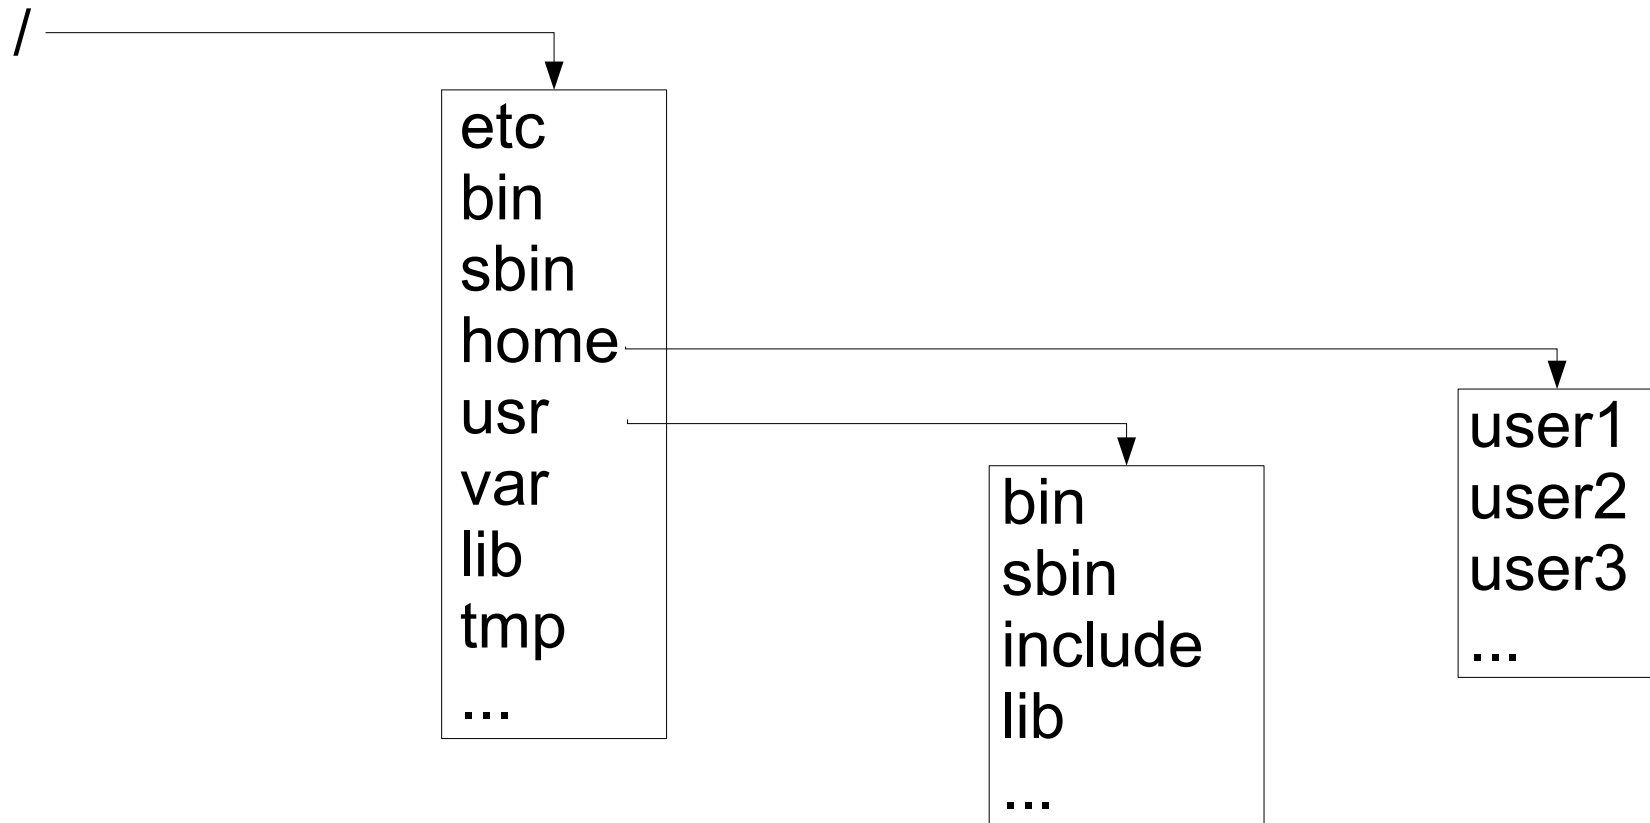 /
etc
bin
sbin
home
usr
var
lib
tmp
...
bin
sbin
include
lib
...
user1
user2
user3
...